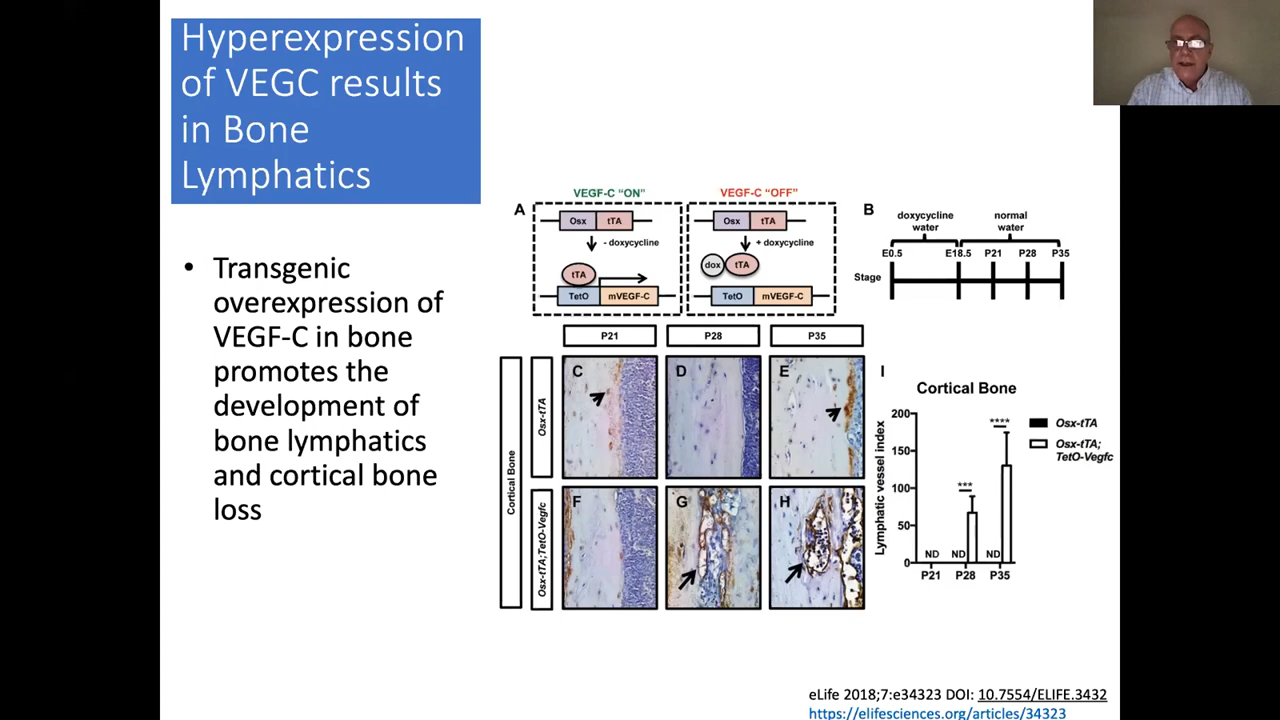 Hyperexpression
of VEGC results
in Bone
Lymphatics
• Transgenic
overexpression of
VEGF-C in bone
promotes the
development of
bone lymphatics
and cortical bone
loss
A
VEGF-C “ON”
Osx tTA
- doxycycline
tTA
TetO mVEGF-C
VEGF-C “OFF”
Osx tTA
+ doxycycline
dox tTA
TetO mVEGF-C
B
doxycycline
water
normal
water
E0.5 E18.5 P21 P28 P35
Stage
P21 P28 P35
Cortical Bone
Osx-tTA
C D E
Osx-tTA;TetO-Vegfc
F G H
I
Cortical Bone
Lymphatic vessel index
200
150
100
50
0
ND ND ND
*** ****
P21 P28 P35
Osx-tTA
Osx-tTA;
TetO-Vegfc
eLife 2018;7:e34323 DOI: 10.7554/ELIFE.3432
https://elifesciences.org/articles/34323